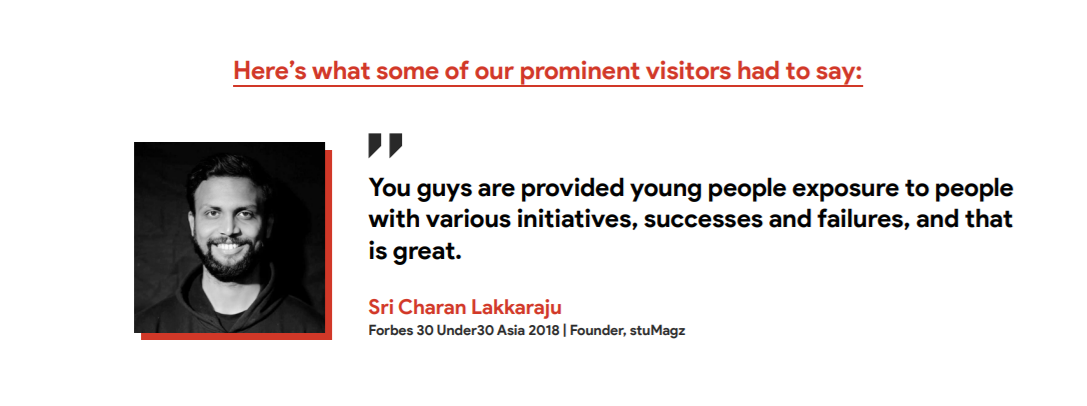 Here’s what some of our prominent visitors had to say:
You guys are provided young people exposure to people
with various initiatives, successes and failures, and that
is great.
Sri Charan Lakkaraju
Forbes 30 Under30 Asia 2018 | Founder, stuMagz